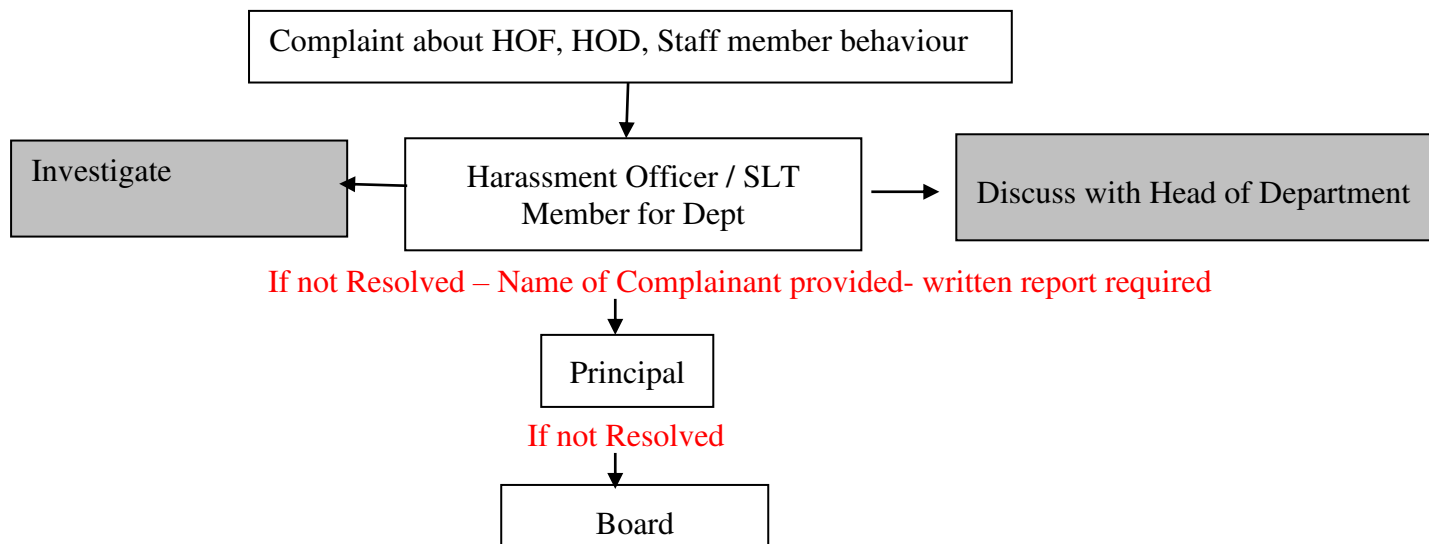 Complaint about HOF, HOD, Staff member behaviour
Investigate
Harassment Officer / SLT
Member for Dept
Discuss with Head of Department
If not Resolved – Name of Complainant provided- written report required
Principal
If not Resolved
Board